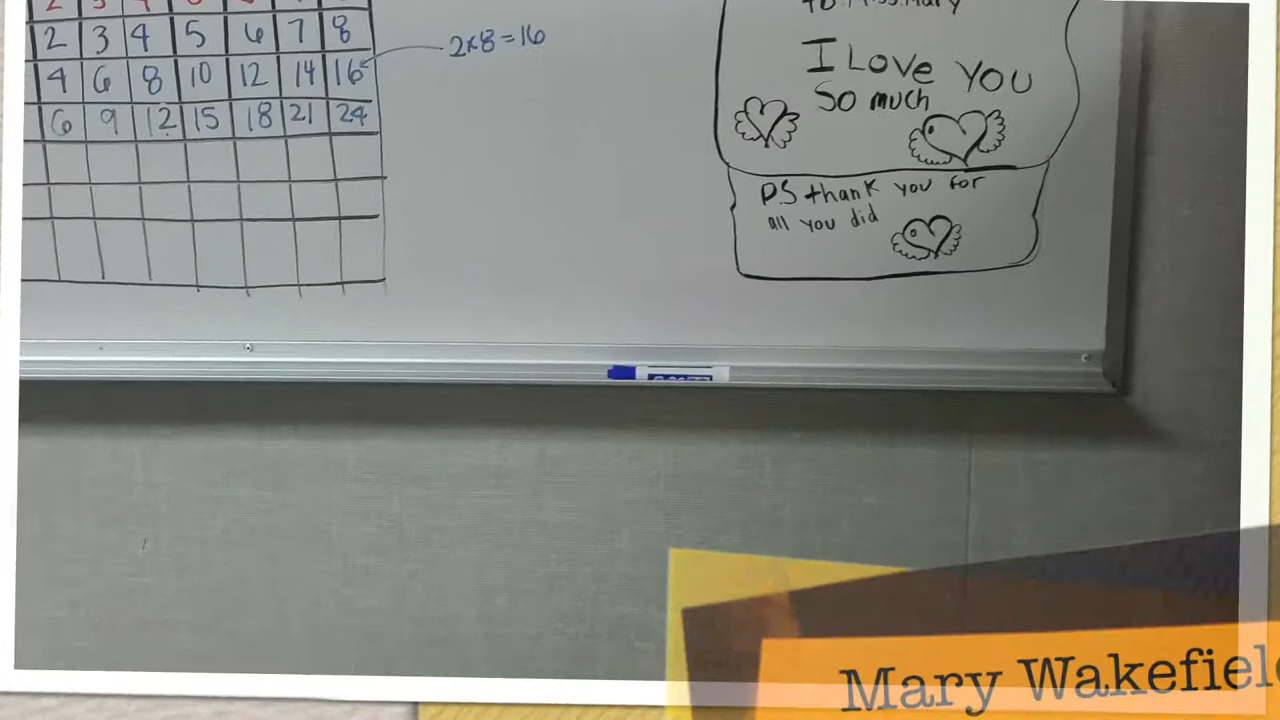 2 3 4 5 6 7 8
4 6 8 10 12 14 16
6 9 12 15 18 21 24
2x8=16
I Love YOU
So much
P.S thank you for
all you did
Mary Wakefield